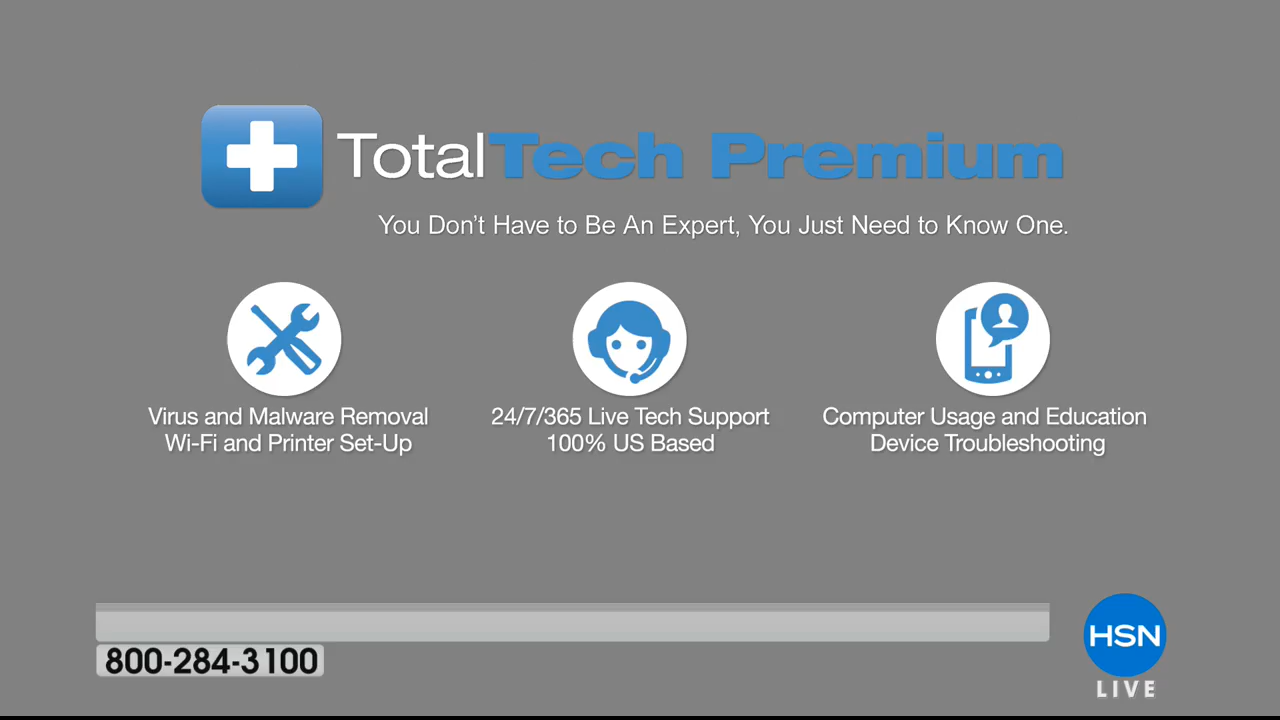 TotalTech Premium
You Don't Have to Be An Expert, You Just Need to Know One.
Virus and Malware Removal
Wi-Fi and Printer Set-Up
24/7/365 Live Tech Support
100% US Based
Computer Usage and Education
Device Troubleshooting
800-284-3100
HSN
LIVE